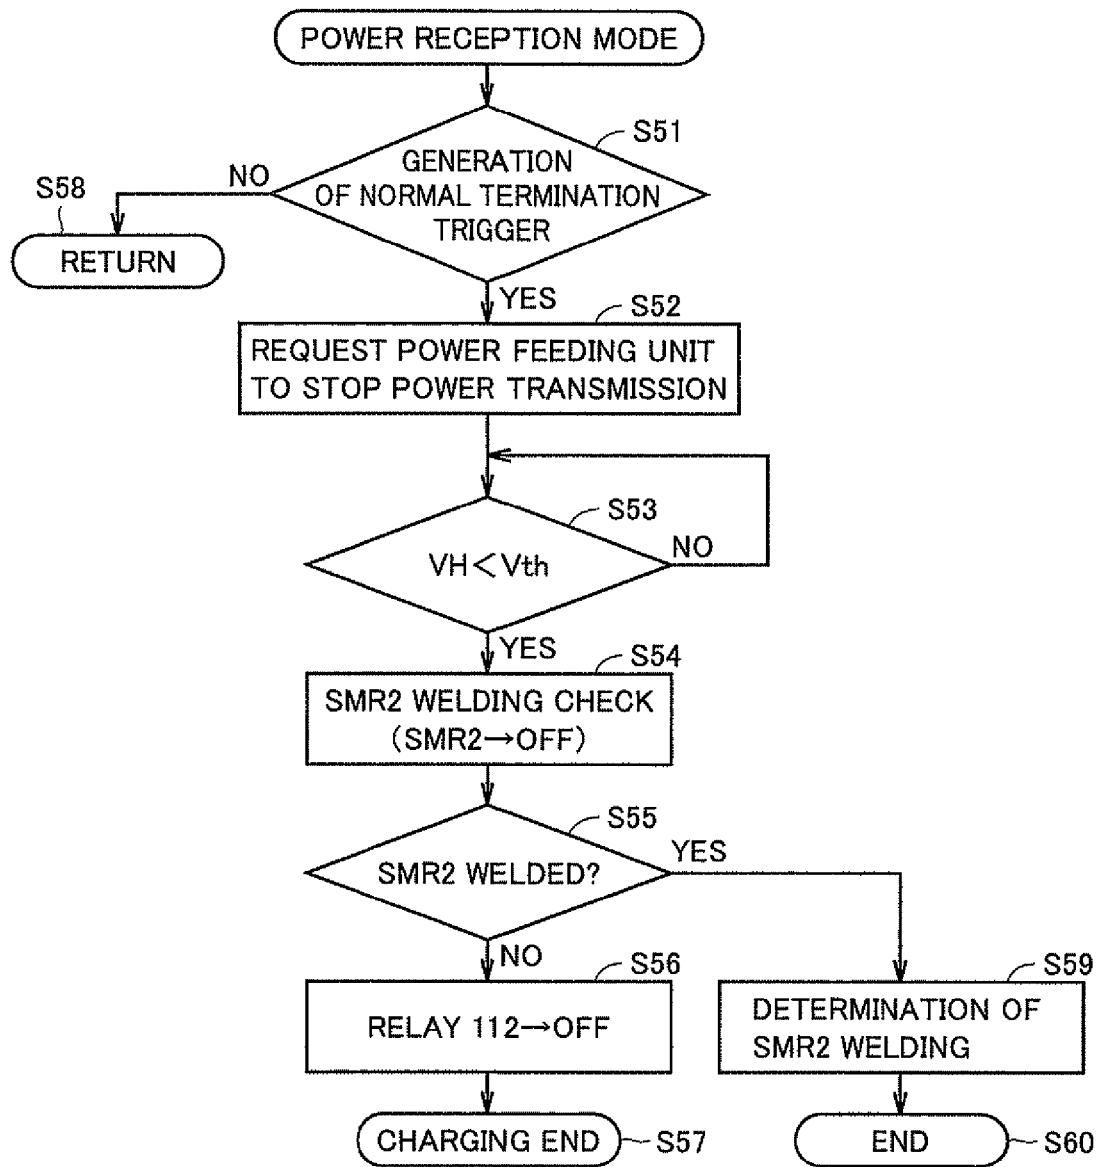 POWER RECEPTION MODE
S51
GENERATION
OF NORMAL TERMINATION
TRIGGER
NO
S58
RETURN
YES
S52
REQUEST POWER FEEDING UNIT
TO STOP POWER TRANSMISSION
S53
VH<Vth
NO
YES
S54
SMR2 WELDING CHECK
(SMR2→OFF)
S55
SMR2 WELDED?
YES
NO
S56
RELAY 112→OFF
S59
DETERMINATION OF
SMR2 WELDING
CHARGING END
S57
END
S60